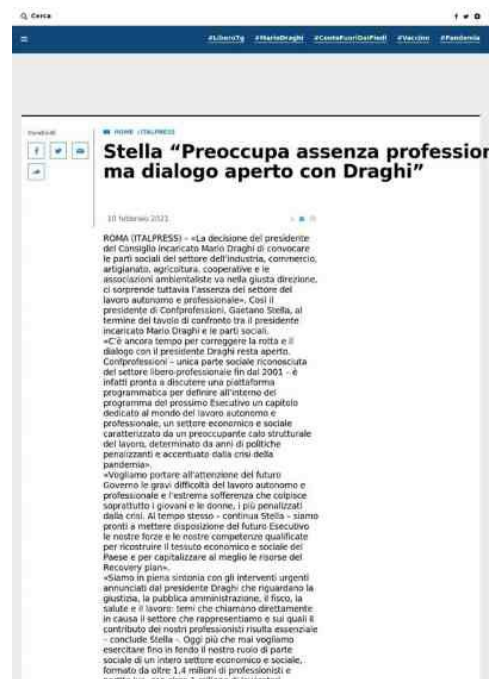 Cerca
#LiberoTg #MarioDraghi #ConteFuoriDaiPiedi #Vaccino #Pandemia
Condividi:
HOME /ITALPRESS
Stella “Preoccupa assenza profession
ma dialogo aperto con Draghi”
10 febbraio 2021
a a a
ROMA (ITALPRESS) – «La decisione del presidente
del Consiglio incaricato Mario Draghi di convocare
le parti sociali del settore dell'industria, commercio,
artigianato, agricoltura, cooperative e le
associazioni ambientaliste va nella giusta direzione,
ci sorprende tuttavia l'assenza del settore del
lavoro autonomo e professionale». Così il
presidente di Confprofessioni, Gaetano Stella, al
termine del tavolo di confronto tra il presidente
incaricato Mario Draghi e le parti sociali.
«C'è ancora tempo per correggere la rotta e il
dialogo con il presidente Draghi resta aperto.
Confprofessioni – unica parte sociale riconosciuta
del settore libero-professionale fin dal 2001 – è
infatti pronta a discutere una piattaforma
programmatica per definire all'interno del
programma del prossimo Esecutivo un capitolo
dedicato al mondo del lavoro autonomo e
professionale, un settore economico e sociale
caratterizzato da un preoccupante calo strutturale
del lavoro, determinato da anni di politiche
penalizzanti e accentuato dalla crisi della
pandemia».
«Vogliamo portare all'attenzione del futuro
Governo le gravi difficoltà del lavoro autonomo e
professionale e l'estrema sofferenza che colpisce
soprattutto i giovani e le donne, i più penalizzati
dalla crisi. Al tempo stesso – continua Stella – siamo
pronti a mettere disposizione del futuro Esecutivo
le nostre forze e le nostre competenze qualificate
per ricostruire il tessuto economico e sociale del
Paese e per capitalizzare al meglio le risorse del
Recovery plan».
«Siamo in piena sintonia con gli interventi urgenti
annunciati dal presidente Draghi che riguardano la
giustizia, la pubblica amministrazione, il fisco, la
salute e il lavoro: temi che chiamano direttamente
in causa il settore che rappresentiamo e sui quali il
contributo dei nostri professionisti risulta essenziale
– conclude Stella –. Oggi più che mai vogliamo
esercitare fino in fondo il nostro ruolo di parte
sociale di un intero settore economico e sociale,
formato da oltre 1,4 milioni di professionisti e